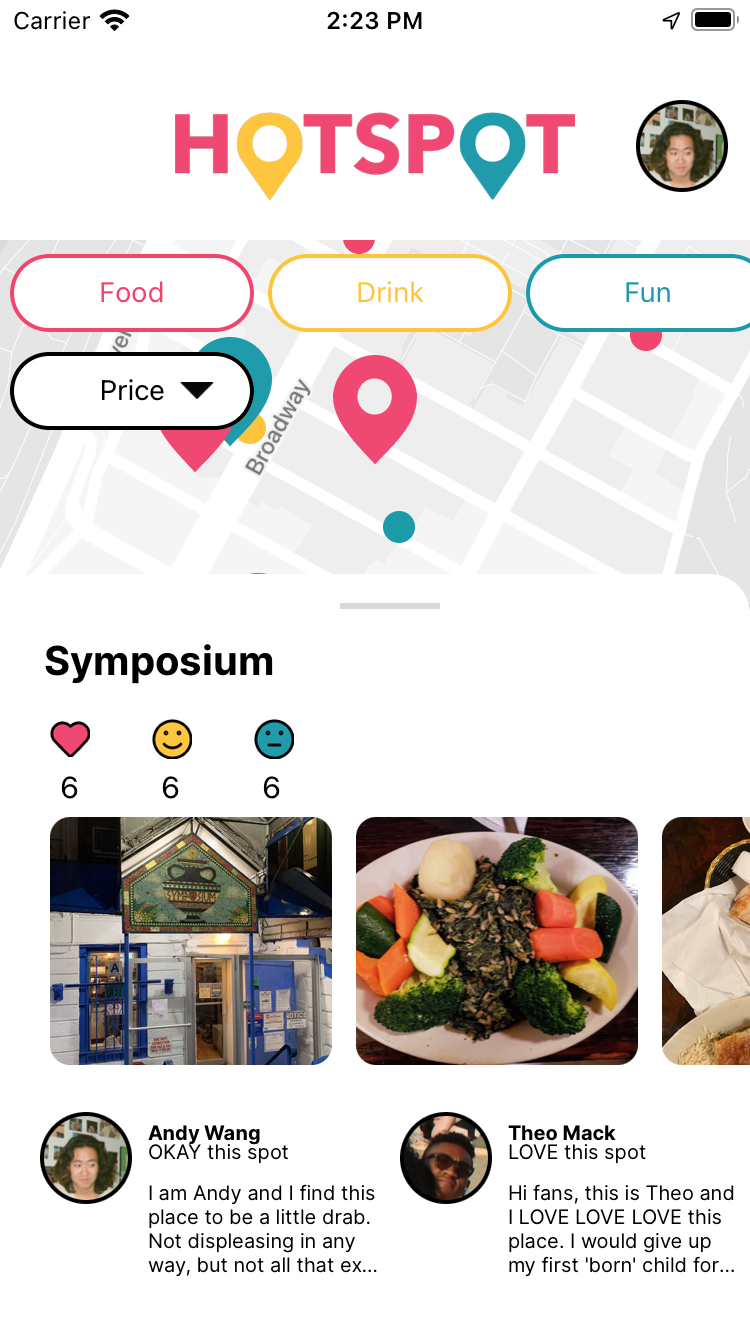 Carrier
2:23 PM
HOTSPOT
Food
Drink
Fun
Price
Broadway
Symposium
6
6
6
SYMPOSIUM
A
NOTICE
Andy Wang
OKAY this spot
I am Andy and I find this
place to be a little drab.
Not displeasing in any
way, but not all that ex...
Theo Mack
LOVE this spot
Hi fans, this is Theo and
I LOVE LOVE LOVE this
place. I would give up
my first 'born' child for...